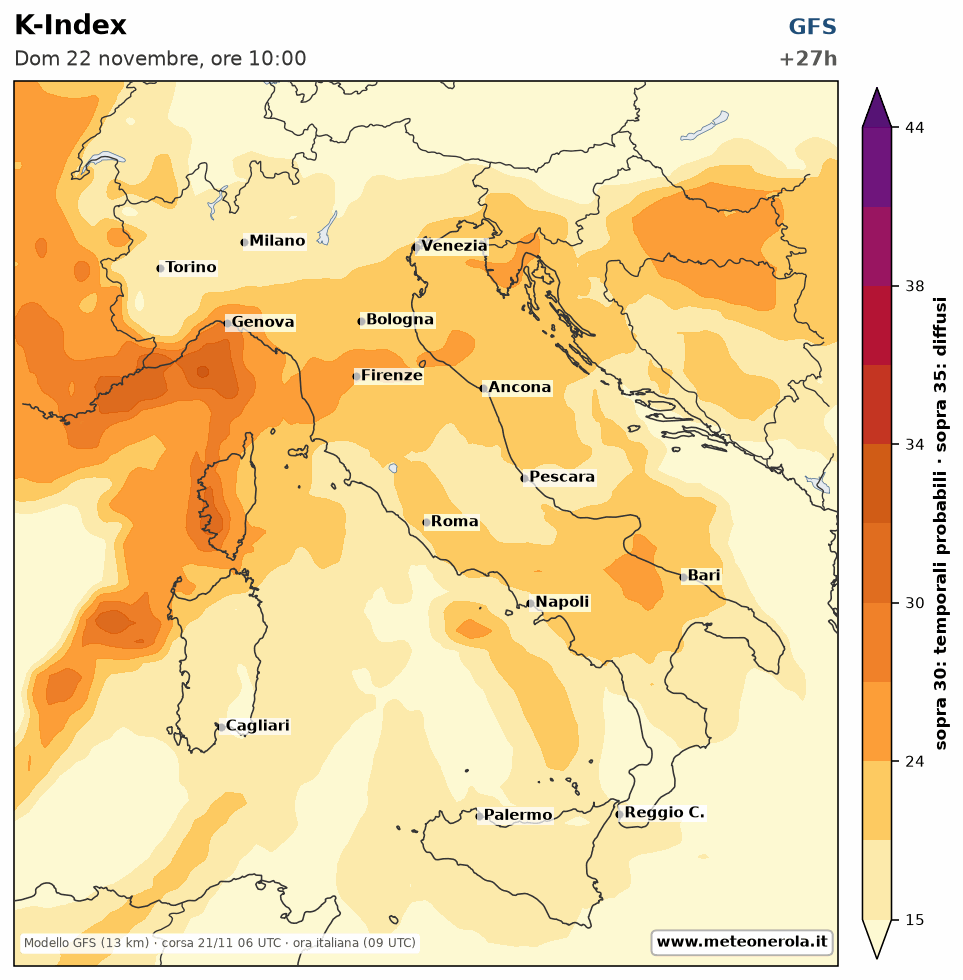 K-Index
GFS
Dom 22 novembre, ore 10:00
+27h
Milano
Venezia
Torino
Genova
Bologna
Firenze
Ancona
Pescara
Roma
Bari
Napoli
Cagliari
Palermo
Reggio C.
44
38
34
30
24
15
sopra 30: temporali probabili · sopra 35: diffusi
Modello GFS (13 km) · corsa 21/11 06 UTC · ora italiana (09 UTC)
www.meteonerola.it